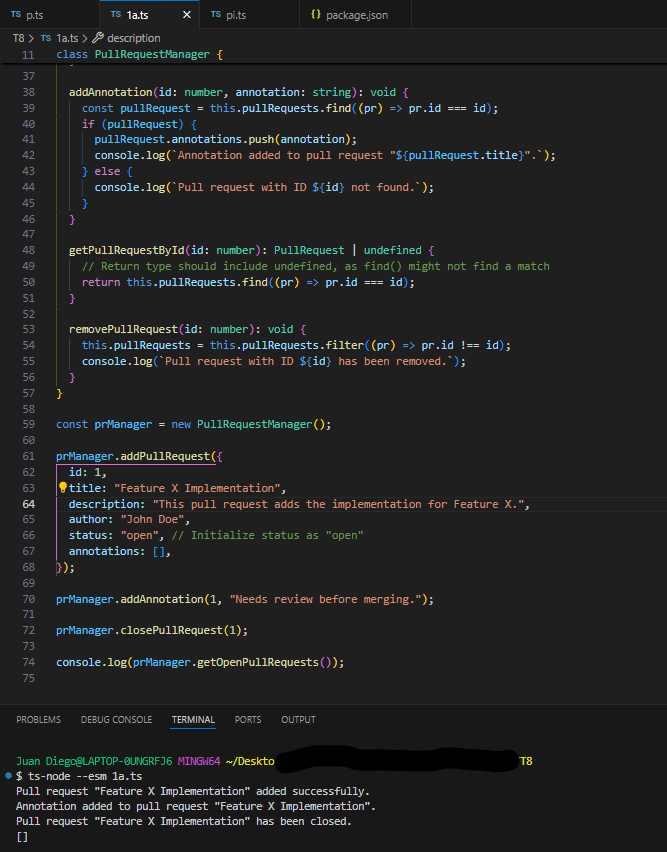 TS p.ts TS 1a.ts × TS pi.ts {} package.json
T8 > TS 1a.ts > description
11 class PullRequestManager {
37
38 addAnnotation(id: number, annotation: string): void {
39 const pullRequest = this.pullRequests.find((pr) => pr.id === id);
40 if (pullRequest) {
41 pullRequest.annotations.push(annotation);
42 console.log(`Annotation added to pull request "${pullRequest.title}".`);
43 } else {
44 console.log(`Pull request with ID ${id} not found.`);
45 }
46 }
47
48 getPullRequestById(id: number): PullRequest | undefined {
49 // Return type should include undefined, as find() might not find a match
50 return this.pullRequests.find((pr) => pr.id === id);
51 }
52
53 removePullRequest(id: number): void {
54 this.pullRequests = this.pullRequests.filter((pr) => pr.id !== id);
55 console.log(`Pull request with ID ${id} has been removed.`);
56 }
57 }
58
59 const prManager = new PullRequestManager();
60
61 prManager.addPullRequest({
62 id: 1,
63 title: "Feature X Implementation",
64 description: "This pull request adds the implementation for Feature X.",
65 author: "John Doe",
66 status: "open", // Initialize status as "open"
67 annotations: [],
68 });
69
70 prManager.addAnnotation(1, "Needs review before merging.");
71
72 prManager.closePullRequest(1);
73
74 console.log(prManager.getOpenPullRequests());
75
PROBLEMS DEBUG CONSOLE TERMINAL PORTS OUTPUT
Juan Diego@LAPTOP-0UNGRFJ6 MINGW64 ~/Deskto T8
$ ts-node --esm 1a.ts
Pull request "Feature X Implementation" added successfully.
Annotation added to pull request "Feature X Implementation".
Pull request "Feature X Implementation" has been closed.
[]